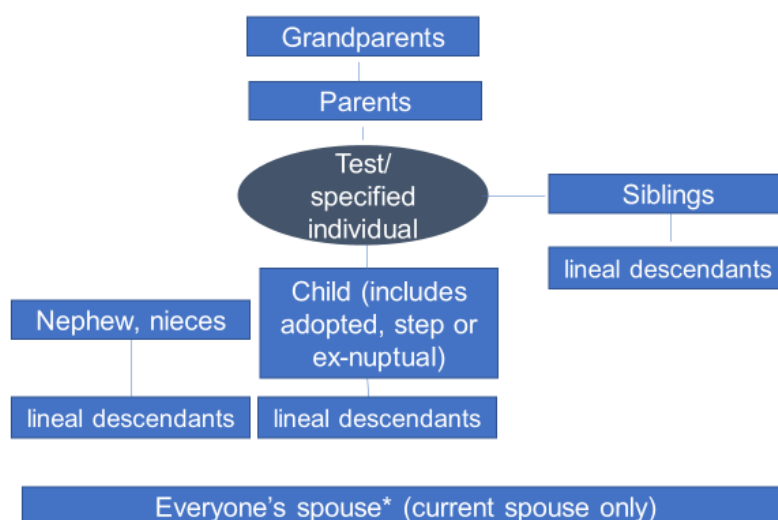 Grandparents
Parents
Test/
specified
individual
Siblings
lineal descendants
Child (includes
adopted, step or
ex-nuptual)
Nephew, nieces
lineal descendants
lineal descendants
Everyone's spouse* (current spouse only)